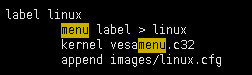 label linux
menu label > linux
kernel vesamenu.c32
append images/linux.cfg